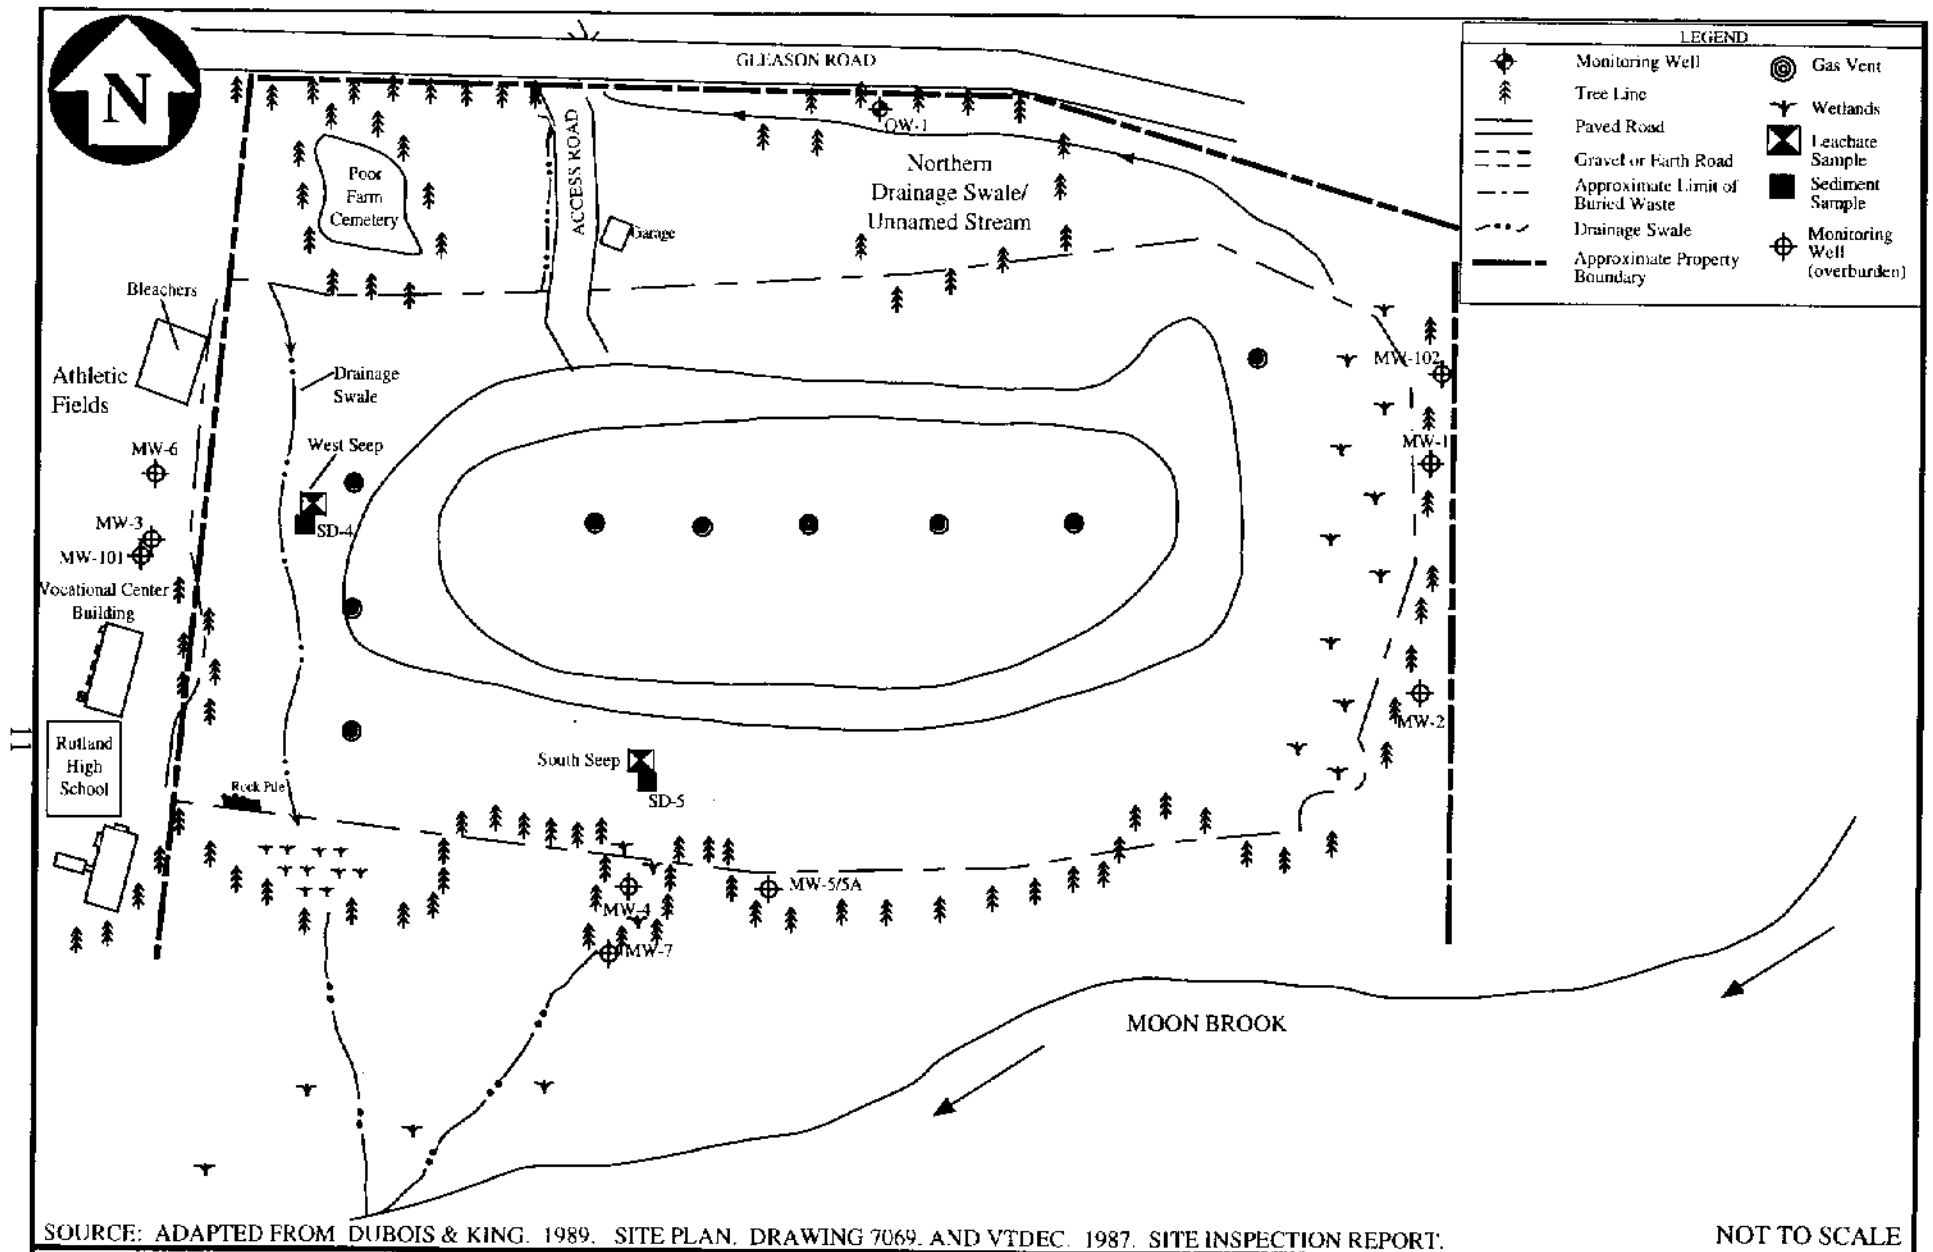 N
GLEASON ROAD
LEGEND
Monitoring Well
Tree Line
Paved Road
Gravel or Earth Road
Approximate Limit of
Buried Waste
Drainage Swale
Approximate Property
Boundary
Gas Vent
Wetlands
Leachate
Sample
Sediment
Sample
Monitoring
Well
(overburden)
OW-1
ACCESS ROAD
Poor
Farm
Cemetery
Garage
Northern
Drainage Swale/
Unnamed Stream
Bleachers
Athletic
Fields
Drainage
Swale
MW-102
MW-1
West Seep
MW-6
SD-4
MW-3
MW-101
Vocational Center
Building
MW-2
Rutland
High
School
South Seep
SD-5
Rock Pile
MW-5/5A
MW-4
MW-7
MOON BROOK
11
SOURCE: ADAPTED FROM DUBOIS & KING. 1989. SITE PLAN. DRAWING 7069. AND VTDEC. 1987. SITE INSPECTION REPORT.
NOT TO SCALE